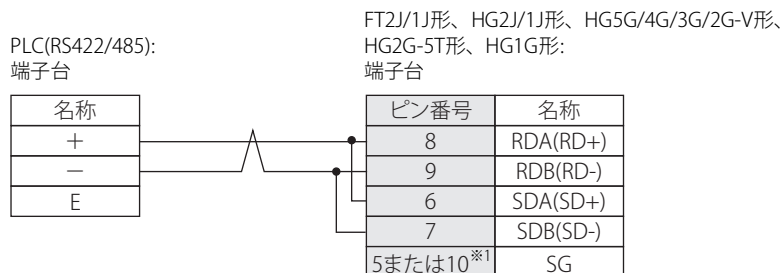 FT2J/1J形、HG2J/1J形、HG5G/4G/3G/2G-V形、
PLC(RS422/485):
HG2G-5T形、HG1G形:
端子台
端子台
名称
ピン番号 名称
+
8 RDA(RD+)
－
9 RDB(RD-)
E
6 SDA(SD+)
7 SDB(SD-)
5または10※1 SG